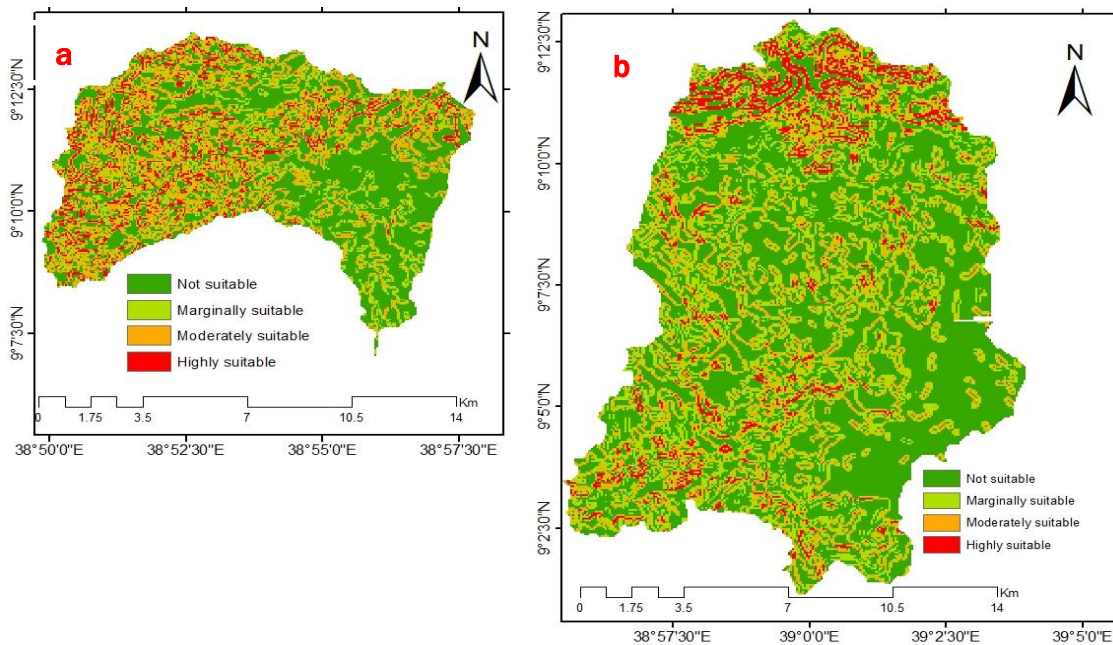 a
N
9°12'30"N
9°10'0"N
9°7'30"N
Not suitable
Marginally suitable
Moderately suitable
Highly suitable
Km
0 1.75 3.5 7 10.5 14
38°50'0"E 38°52'30"E 38°55'0"E 38°57'30"E
b
N
9°12'30"N
9°10'0"N
9°7'30"N
9°5'0"N
9°2'30"N
Not suitable
Marginally suitable
Moderately suitable
Highly suitable
Km
0 1.75 3.5 7 10.5 14
38°57'30"E 39°0'0"E 39°2'30"E 39°5'0"E